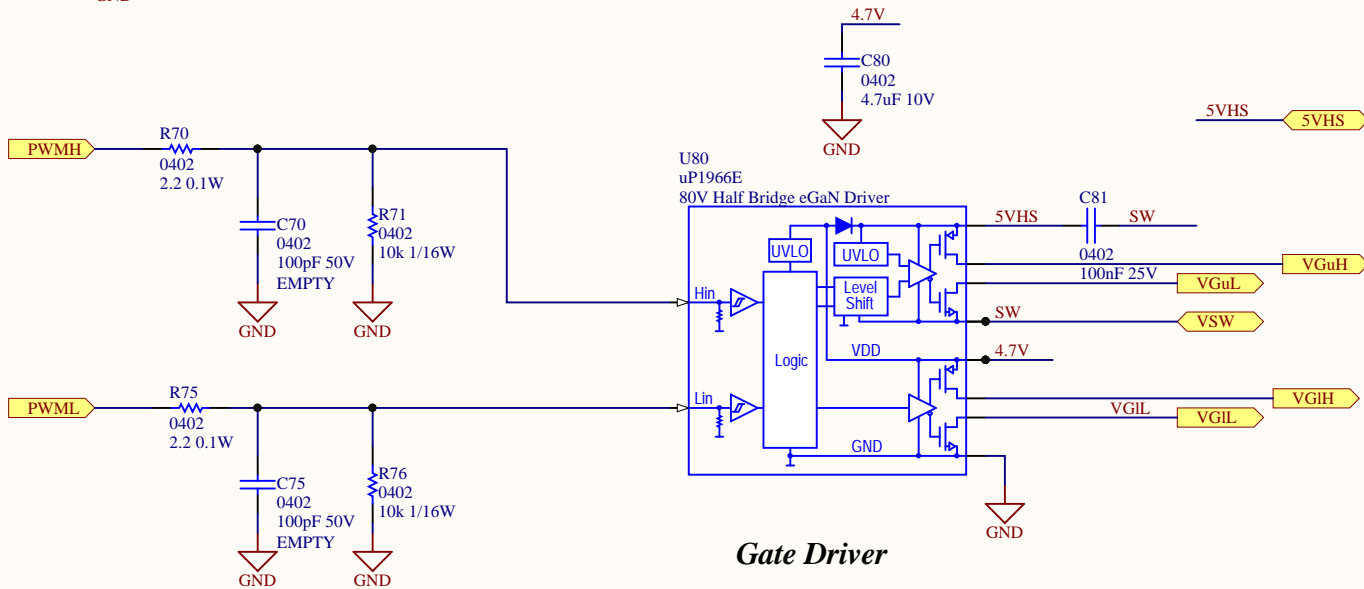 GND
4.7V
C80
0402
4.7uF 10V
GND
5VHS
5VHS
PWMH
R70
0402
2.2 0.1W
C70
0402
100pF 50V
EMPTY
GND
R71
0402
10k 1/16W
GND
U80
uP1966E
80V Half Bridge eGaN Driver
UVLO
UVLO
Level
Shift
Hin
Logic
VDD
Lin
GND
5VHS
C81
SW
0402
100nF 25V
VGuH
VGuL
SW
VSW
4.7V
VGlH
VGlL
VGlL
GND
PWML
R75
0402
2.2 0.1W
C75
0402
100pF 50V
EMPTY
GND
R76
0402
10k 1/16W
GND
Gate Driver